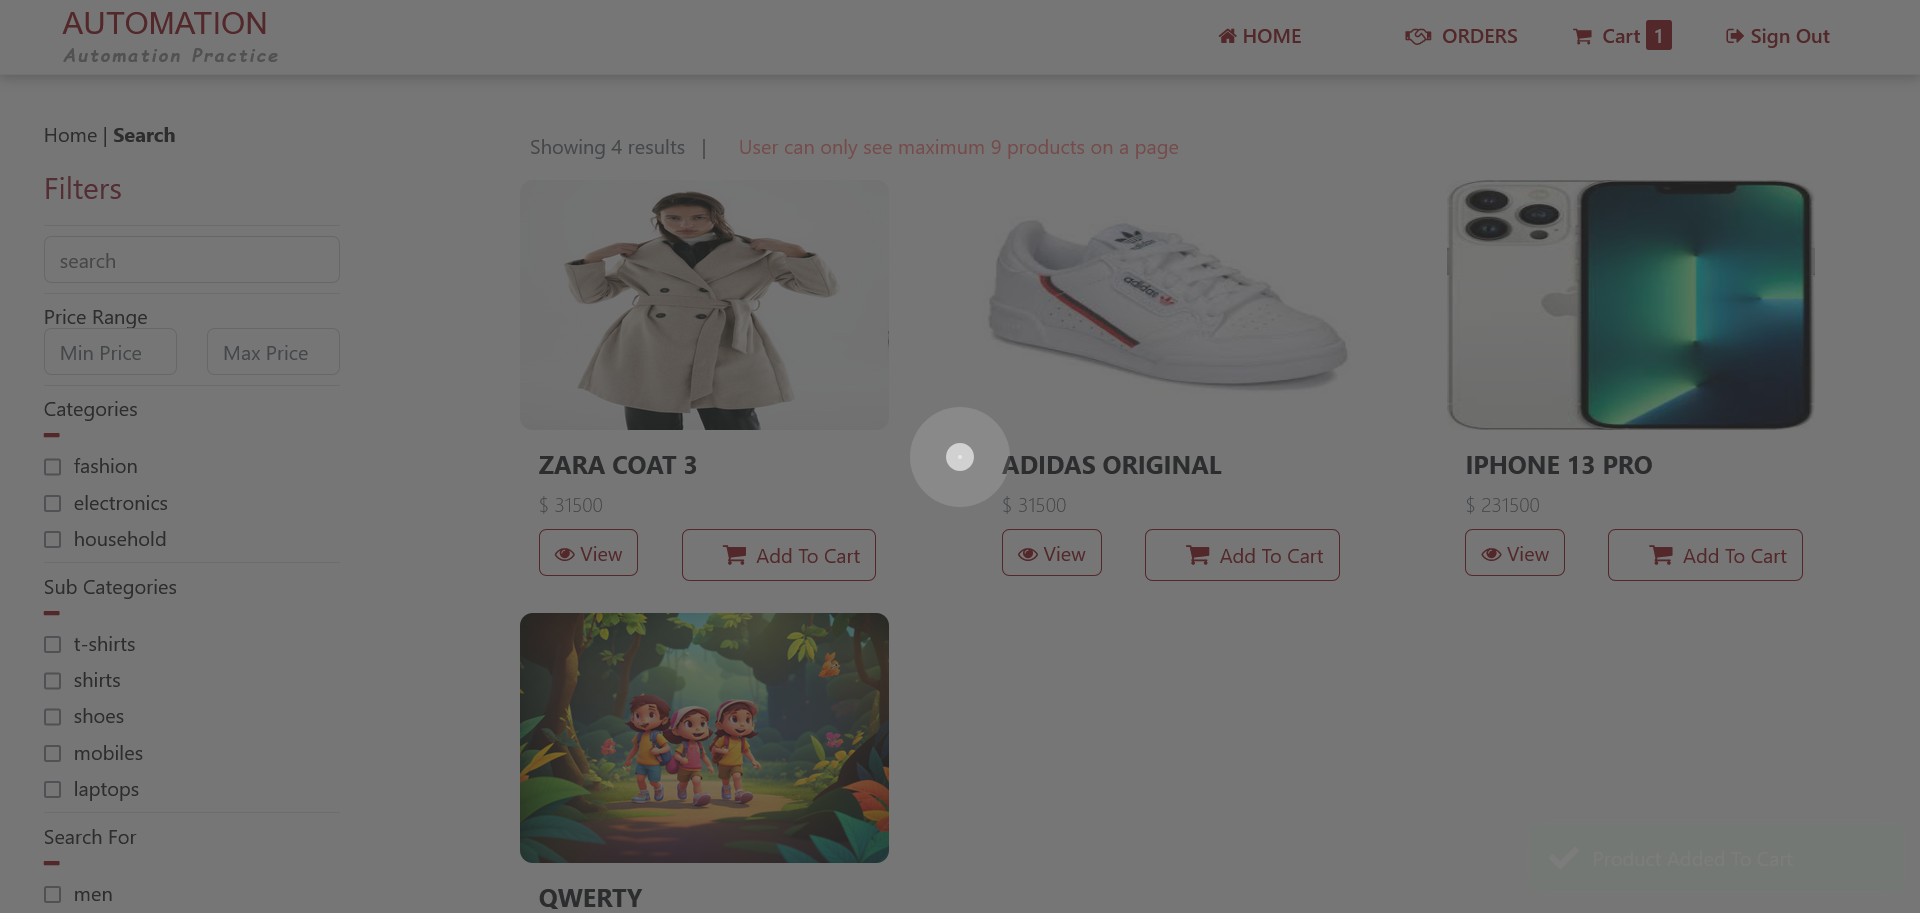 AUTOMATION
Automation Practice
HOME
ORDERS
Cart 1
Sign Out
Home | Search
Filters
search
Price Range
Min Price
Max Price
Categories
fashion
electronics
household
Sub Categories
t-shirts
shirts
shoes
mobiles
laptops
Search For
men
Showing 4 results |
User can only see maximum 9 products on a page
adidas
ZARA COAT 3
$ 31500
View
Add To Cart
ADIDAS ORIGINAL
$ 31500
View
Add To Cart
IPHONE 13 PRO
$ 231500
View
Add To Cart
QWERTY
Product Added To Cart